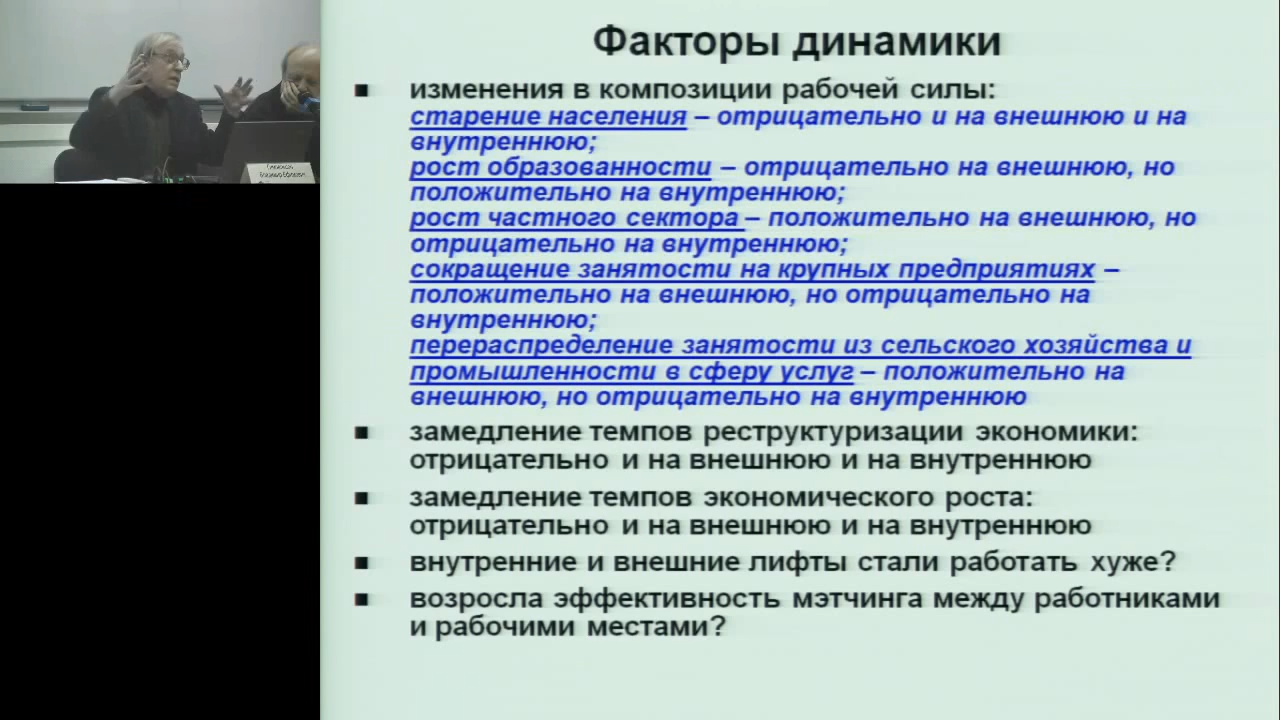 Факторы динамики
■ изменения в композиции рабочей силы:
старение населения – отрицательно и на внешнюю и на
внутреннюю;
рост образованности – отрицательно на внешнюю, но
положительно на внутреннюю;
рост частного сектора – положительно на внешнюю, но
отрицательно на внутреннюю;
сокращение занятости на крупных предприятиях –
положительно на внешнюю, но отрицательно на
внутреннюю;
перераспределение занятости из сельского хозяйства и
промышленности в сферу услуг – положительно на
внешнюю, но отрицательно на внутреннюю
■ замедление темпов реструктуризации экономики:
отрицательно и на внешнюю и на внутреннюю
■ замедление темпов экономического роста:
отрицательно и на внешнюю и на внутреннюю
■ внутренние и внешние лифты стали работать хуже?
■ возросла эффективность мэтчинга между работниками
и рабочими местами?